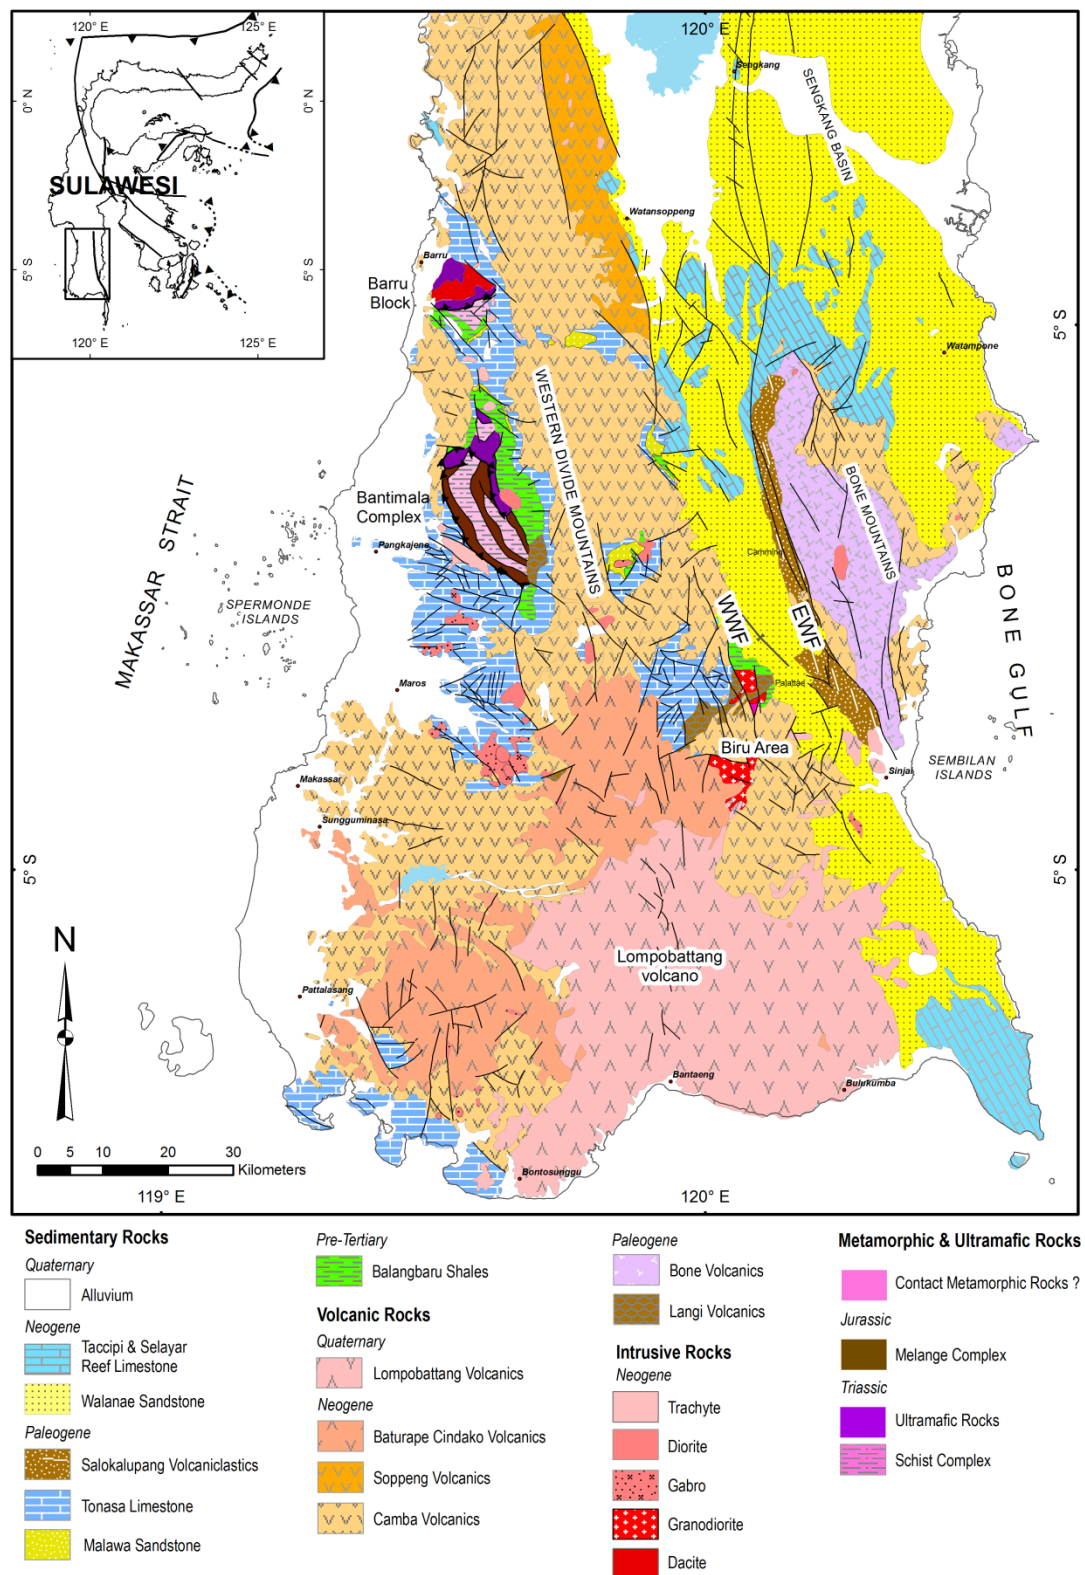 120° E
125° E
0° N
0° N
SULAWESI
5° S
5° S
120° E
125° E
120° E
Sengkang
SENGKANG BASIN
Watansoppeng
Barru
Barru
Block
5° S
Watampone
WESTERN DIVIDE MOUNTAINS
BONE MOUNTAINS
Bantimala
Complex
Pangkajene
MAKASSAR STRAIT
SPERMONDE
ISLANDS
Cammin
BONE GULF
WWF
EWF
Maros
Palattae
Biru Area
SEMBILAN
ISLANDS
Sinjai
Makassar
Sungguminasa
5° S
5° S
N
Lompobattang
volcano
Pattalasang
Bantaeng
Bulukumba
0 5 10 20 30
Kilometers
Bontosunggu
119° E
120° E
Sedimentary Rocks
Quaternary
Alluvium
Neogene
Taccipi & Selayar
Reef Limestone
Walanae Sandstone
Paleogene
Salokalupang Volcaniclastics
Tonasa Limestone
Malawa Sandstone
Pre-Tertiary
Balangbaru Shales
Volcanic Rocks
Quaternary
Lompobattang Volcanics
Neogene
Baturape Cindako Volcanics
Soppeng Volcanics
Camba Volcanics
Paleogene
Bone Volcanics
Langi Volcanics
Intrusive Rocks
Neogene
Trachyte
Diorite
Gabro
Granodiorite
Dacite
Metamorphic & Ultramafic Rocks
Contact Metamorphic Rocks ?
Jurassic
Melange Complex
Triassic
Ultramafic Rocks
Schist Complex